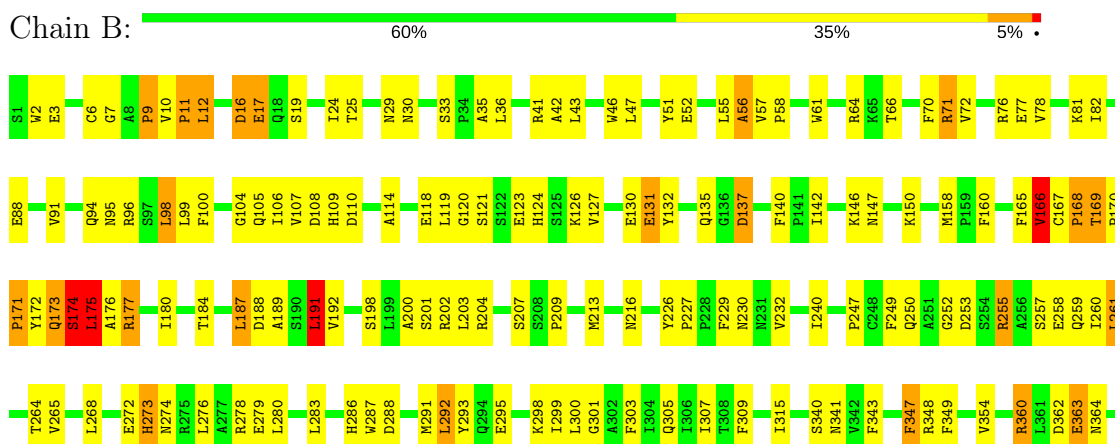 Chain B:
60% 35% 5% •
S1 W2 E3 C6 G7 A8 P9 V10 P11 L12 D16 E17 Q18 S19 I24 T25 N29 N30 S33 P34 A35 L36 R41 A42 L43 W46 L47 Y51 E52 L55 A56 V57 P58 W61 R64 K65 T66 F70 R71 V72 R76 E77 V78 K81 I82
E88 V91 Q94 N95 R96 S97 L98 L99 F100 G104 Q105 I106 V107 D108 H109 D110 A114 E118 L119 G120 S121 S122 E123 H124 S125 K126 V127 E130 E131 Y132 Q135 G136 D137 F140 P141 I142 K146 N147 K150 M158 P159 F160 F165 V166 C167 P168 T169
P171 Y172 Q173 S174 L175 A176 R177 I180 T184 L187 D188 A189 S190 L191 V192 S198 L199 A200 S201 R202 L203 R204 S207 S208 P209 M213 N216 Y226 P227 P228 F229 N230 N231 V232 I240 P247 C248 F249 Q250 A251 G252 D253 S254 R255 A256 S257 E258 Q259 I260
T264 V265 L268 E272 H273 N274 R275 L276 A277 R278 E279 L280 L283 H286 W287 D288 M291 L292 Y293 Q294 E295 K298 I299 L300 G301 A302 F303 I304 Q305 I306 I307 T308 F309 I315 S340 N341 V342 F343 F347 R348 F349 V354 R360 L361 D362 E363 N364